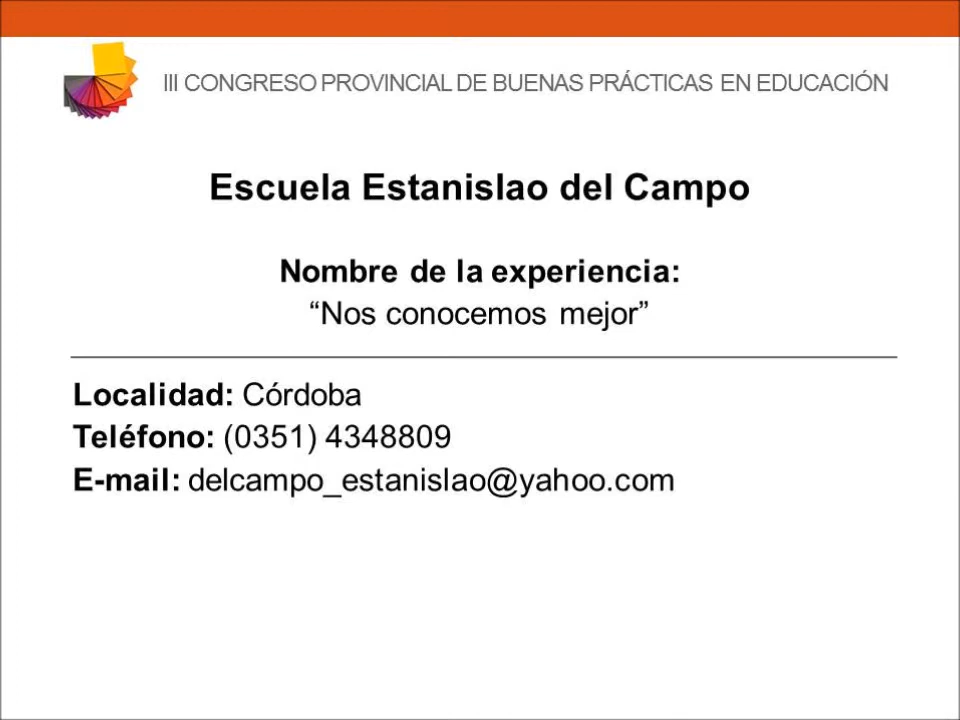 III CONGRESO PROVINCIAL DE BUENAS PRÁCTICAS EN EDUCACIÓN
Escuela Estanislao del Campo
Nombre de la experiencia:
“Nos conocemos mejor”
Localidad: Córdoba
Teléfono: (0351) 4348809
E-mail: delcampo_estanislao@yahoo.com